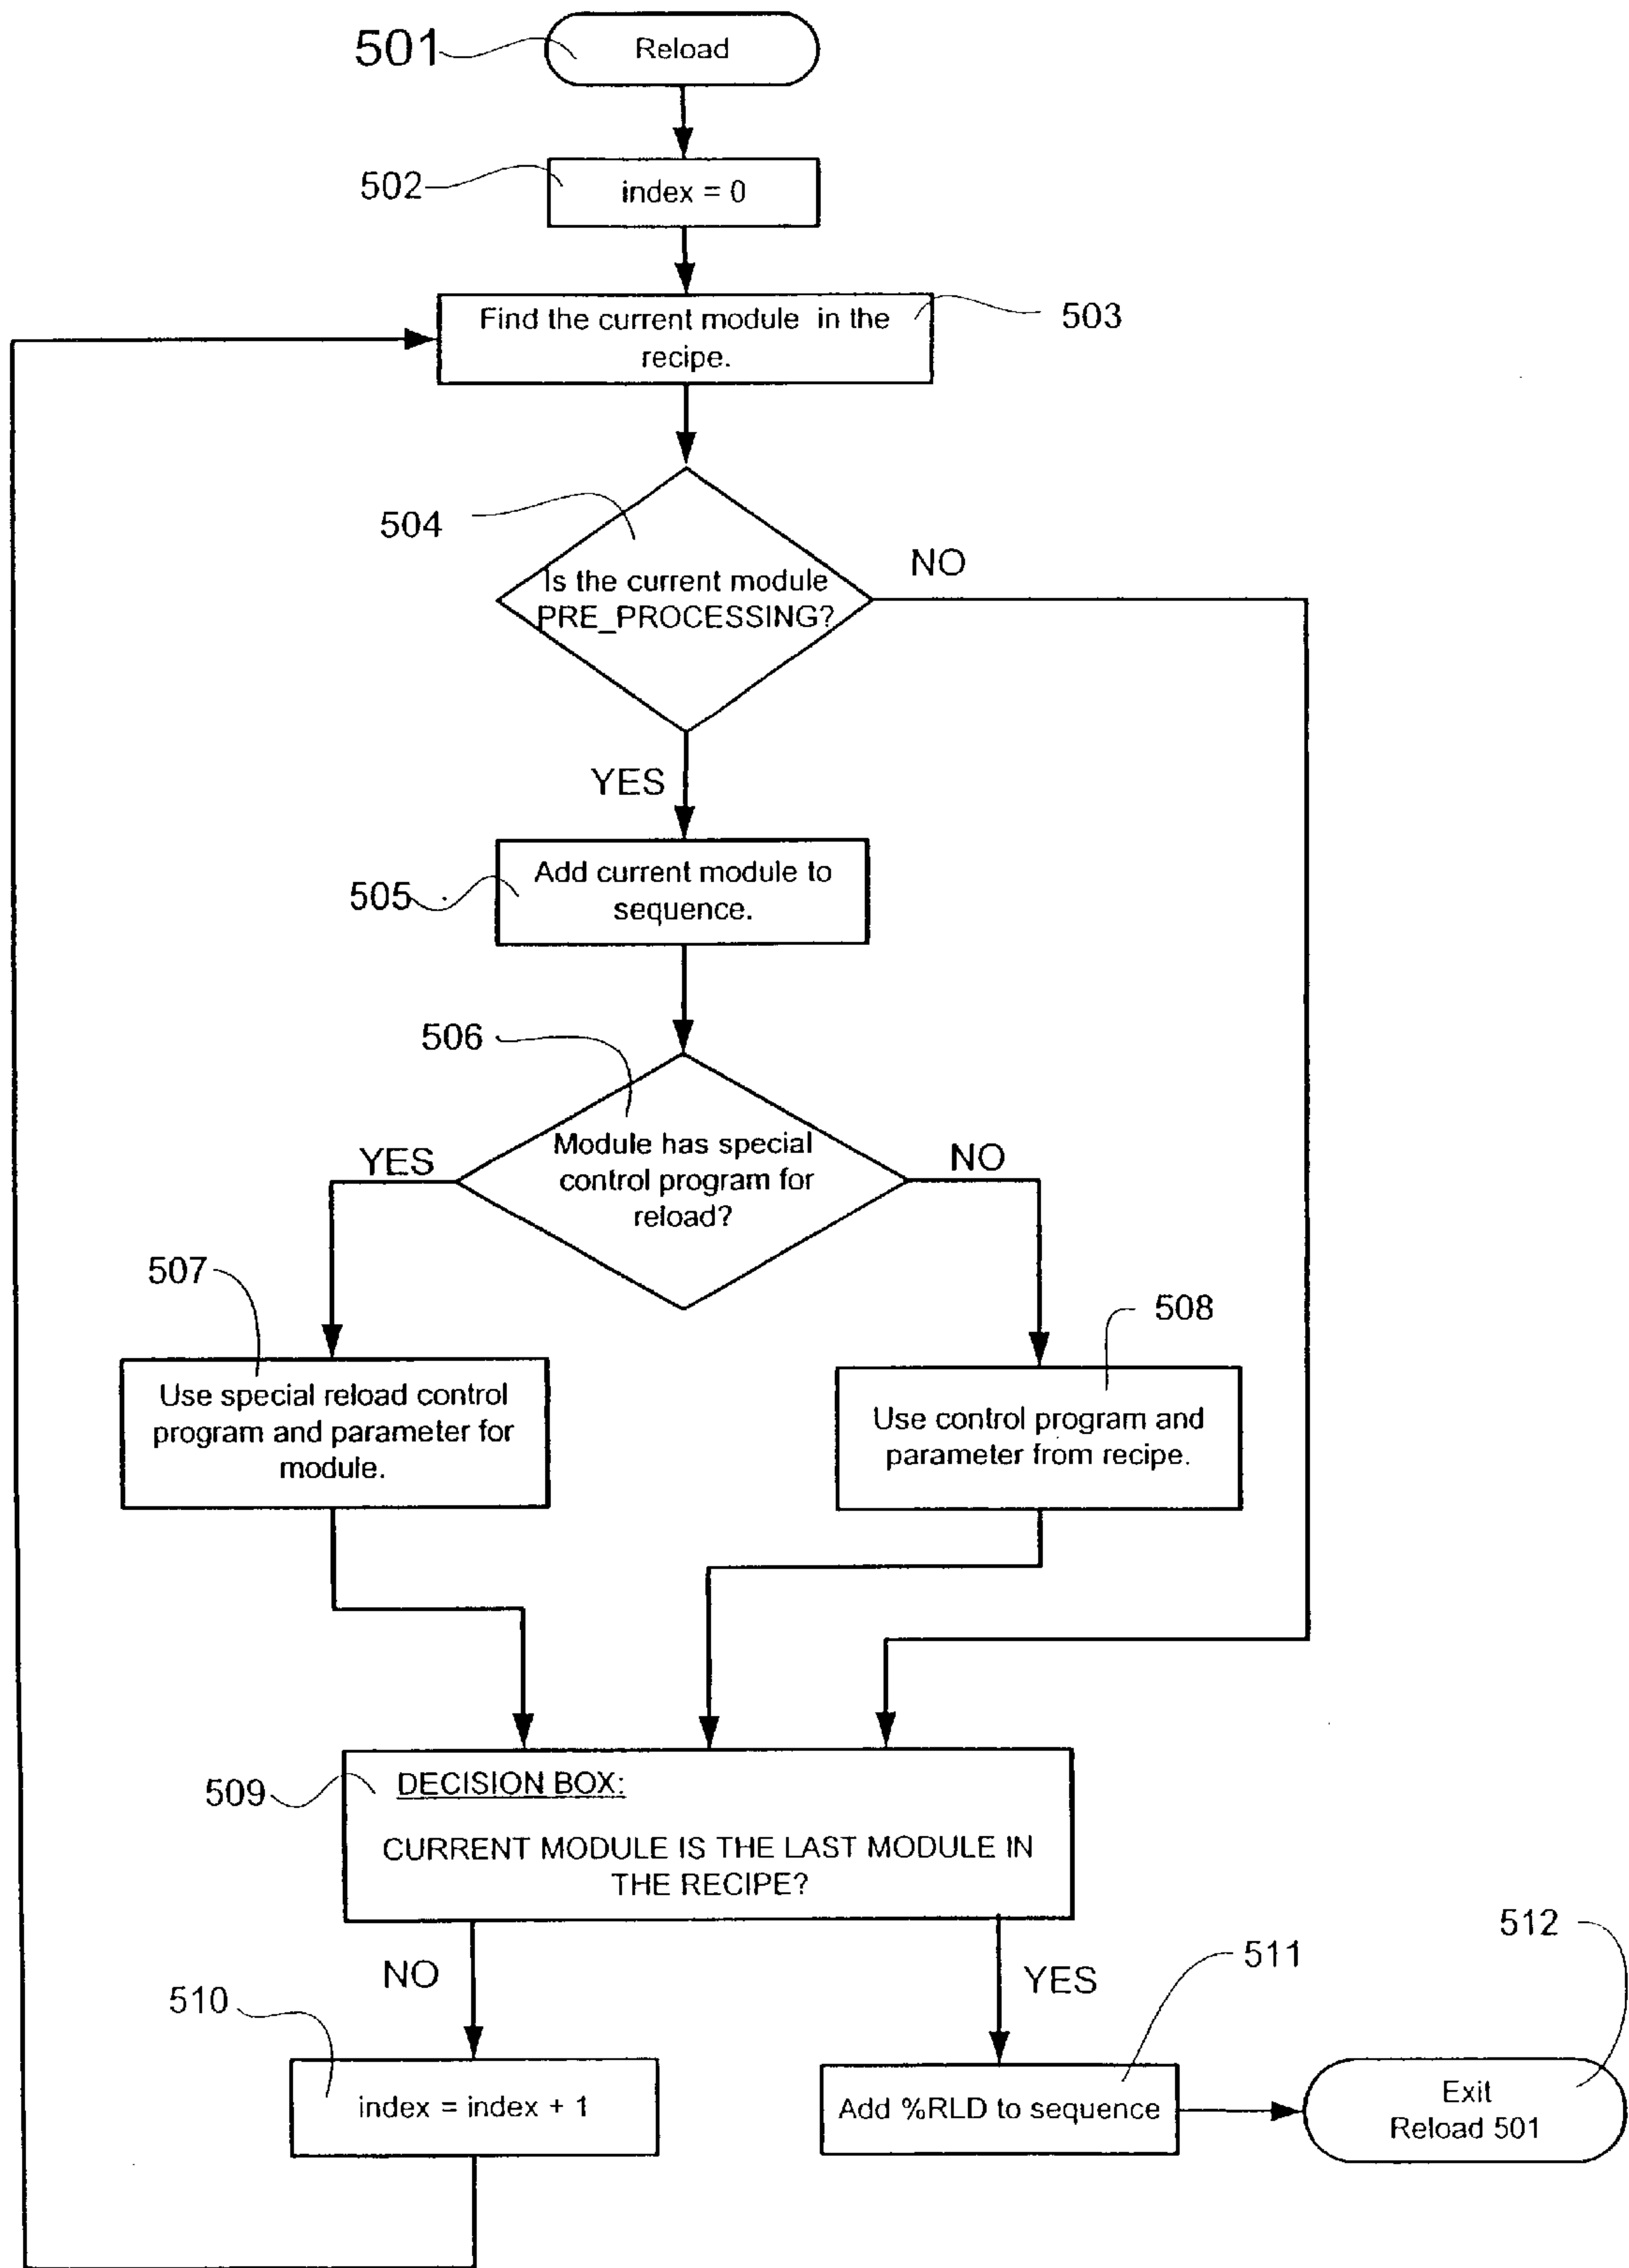 501
Reload
502
index = 0
Find the current module in the
recipe.
503
504
Is the current module
PRE_PROCESSING?
NO
YES
505
Add current module to
sequence.
506
Module has special
control program for
reload?
YES
NO
507
508
Use special reload control
program and parameter for
module.
Use control program and
parameter from recipe.
509
DECISION BOX:
CURRENT MODULE IS THE LAST MODULE IN
THE RECIPE?
NO
YES
510
511
512
index = index + 1
Add %RLD to sequence
Exit
Reload 501